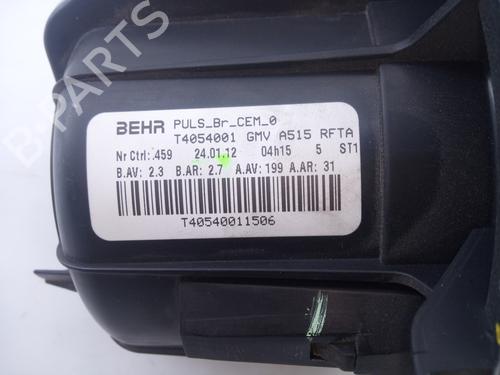 B-PARTS
BEHR PULS_Br_CEM_0
T4054001 GMV A515 RFTA
Nr Ctrl: 459 24.01.12 04h15 5 ST1
B.AV: 2.3 B.AR: 2.7 A.AV: 199 A.AR: 31
T40540011506